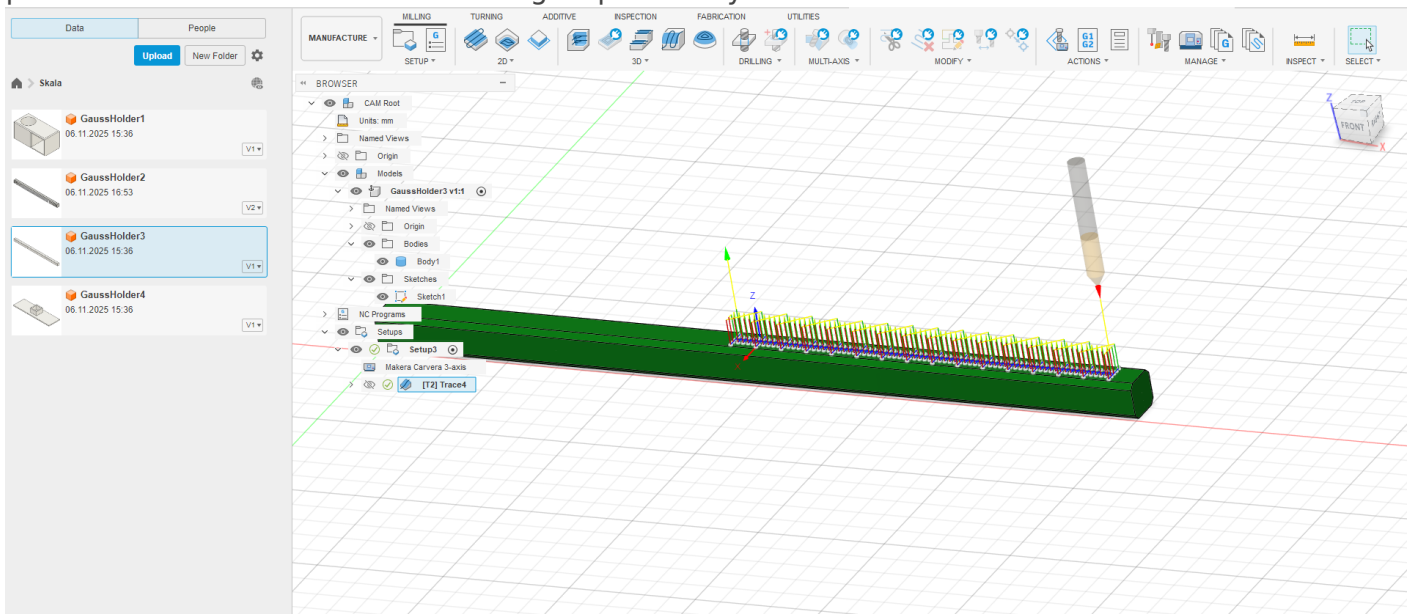 Data People
Upload New Folder
Skala
GaussHolder1
06.11.2025 15:36
V1
GaussHolder2
06.11.2025 16:53
V2
GaussHolder3
06.11.2025 15:36
V1
GaussHolder4
06.11.2025 15:36
V1
MILLING TURNING ADDITIVE INSPECTION FABRICATION UTILITIES
MANUFACTURE
G G1 G2 G
SETUP 2D 3D DRILLING MULTI-AXIS MODIFY ACTIONS MANAGE INSPECT SELECT
BROWSER
CAM Root
Units: mm
Named Views
Origin
Models
GaussHolder3 v1:1
Named Views
Origin
Bodies
Body1
Sketches
Sketch1
NC Programs
Setups
Setup3
Makera Carvera 3-axis
[T2] Trace4
Z
Z
FRONT
X